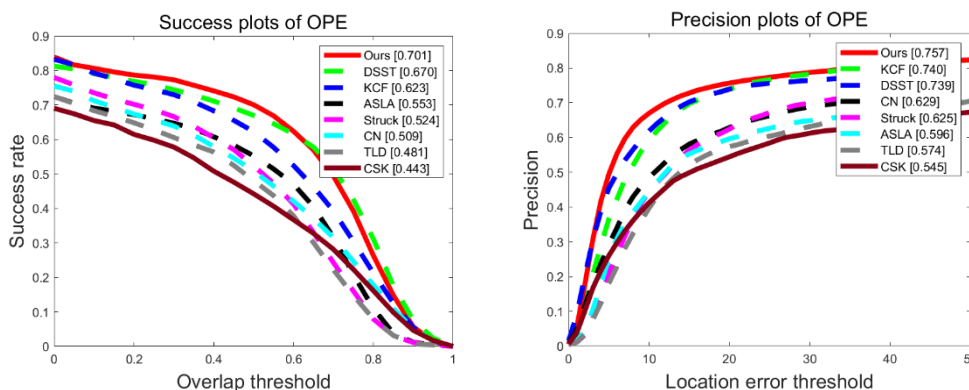 Success plots of OPE
0.9
0.8
0.7
0.6
0.5
0.4
0.3
0.2
0.1
0
Success rate
0
0.2
0.4
0.6
0.8
1
Overlap threshold
Ours [0.701]
DSST [0.670]
KCF [0.623]
ASLA [0.553]
Struck [0.524]
CN [0.509]
TLD [0.481]
CSK [0.443]
Precision plots of OPE
0.9
0.8
0.7
0.6
0.5
0.4
0.3
0.2
0.1
0
Precision
0
10
20
30
40
50
Location error threshold
Ours [0.757]
KCF [0.740]
DSST [0.739]
CN [0.629]
Struck [0.625]
ASLA [0.596]
TLD [0.574]
CSK [0.545]